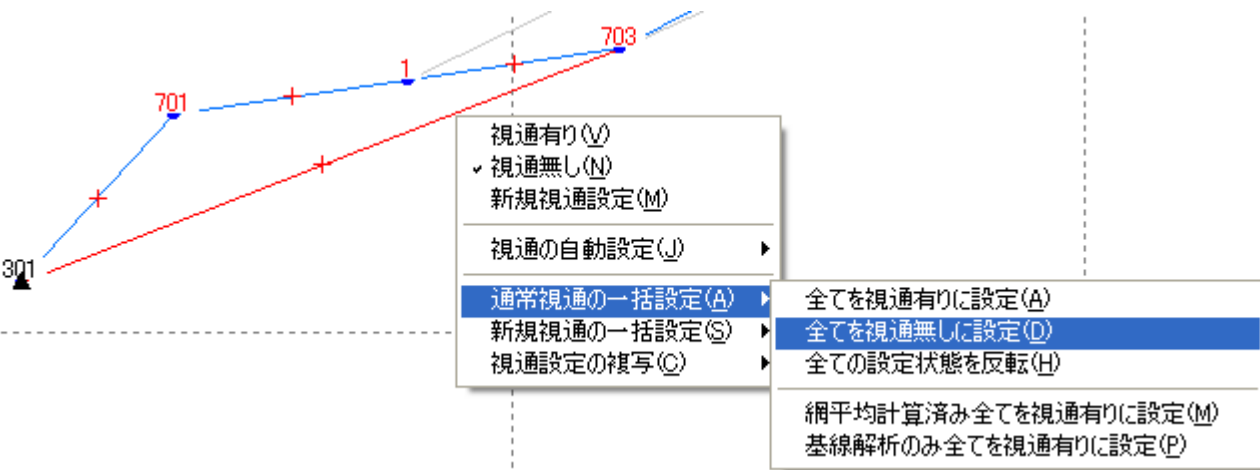 703
1
701
301
視通有り(V)
視通無し(N)
新規視通設定(M)
視通の自動設定(J)
通常視通の一括設定(A)
新規視通の一括設定(S)
視通設定の複写(C)
全てを視通有りに設定(A)
全てを視通無しに設定(D)
全ての設定状態を反転(H)
網平均計算済み全てを視通有りに設定(M)
基線解析のみ全てを視通有りに設定(P)